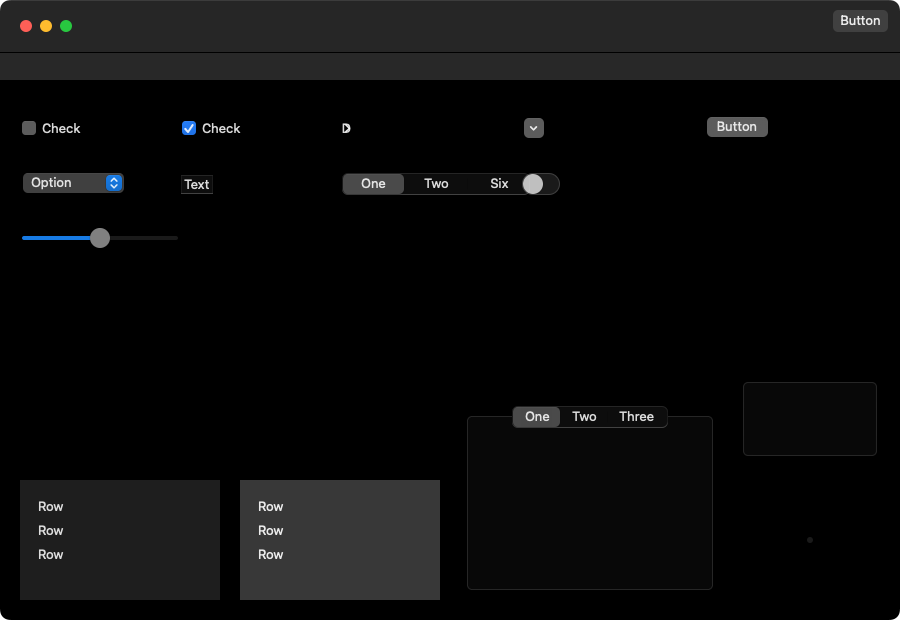 Button
Check
Check
Button
Option
Text
One Two Six
One Two Three
Row
Row
Row
Row
Row
Row